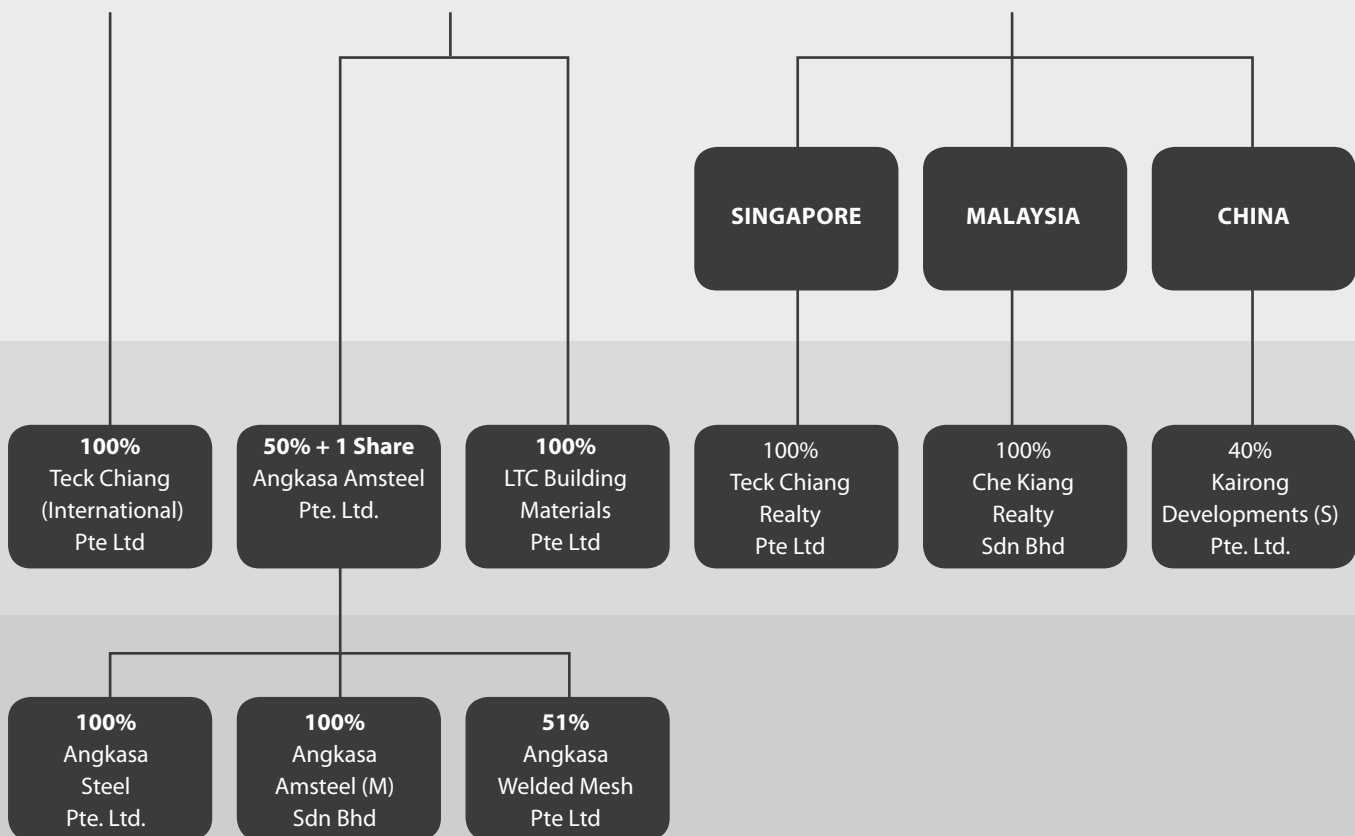 SINGAPORE
MALAYSIA
CHINA
100%
Teck Chiang
(International)
Pte Ltd
50% + 1 Share
Angkasa Amsteel
Pte. Ltd.
100%
LTC Building
Materials
Pte Ltd
100%
Teck Chiang
Realty
Pte Ltd
100%
Che Kiang
Realty
Sdn Bhd
40%
Kairong
Developments (S)
Pte. Ltd.
100%
Angkasa
Steel
Pte. Ltd.
100%
Angkasa
Amsteel (M)
Sdn Bhd
51%
Angkasa
Welded Mesh
Pte Ltd